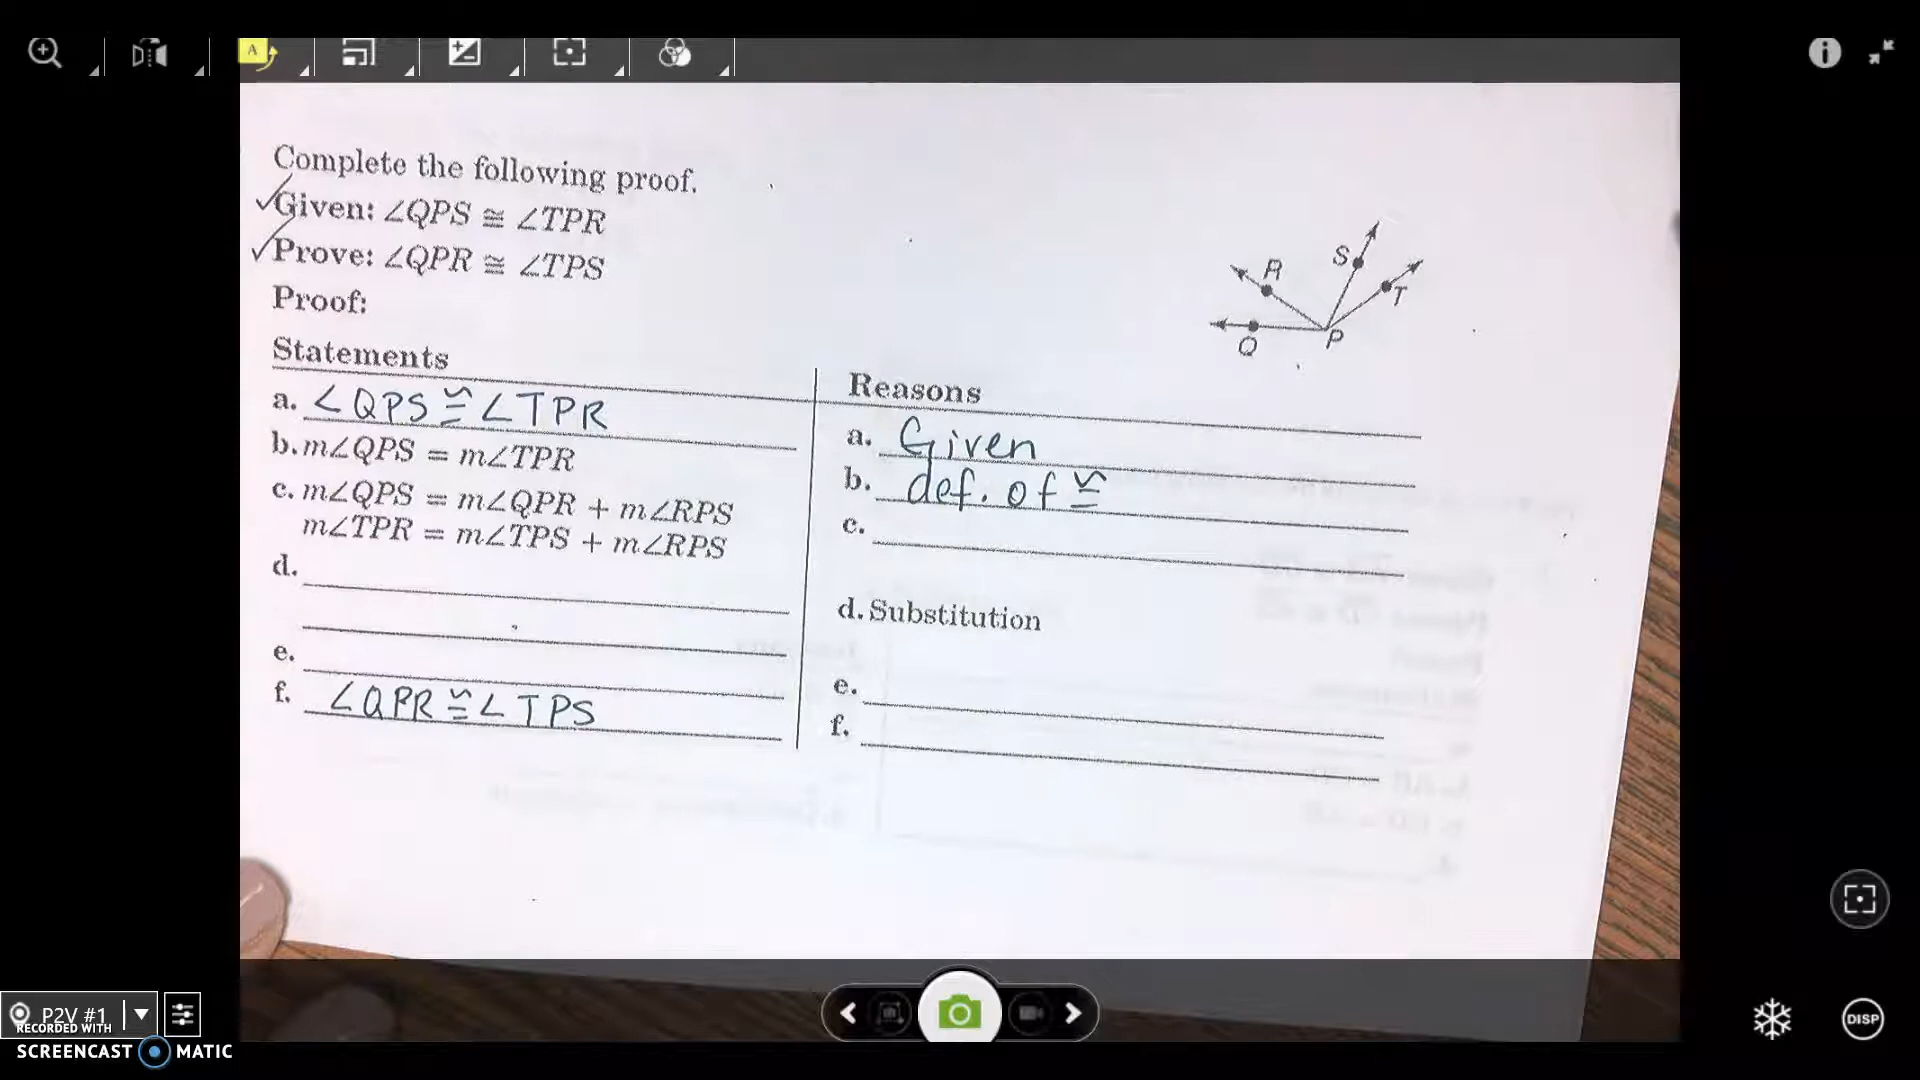 A
Complete the following proof.
Given: ∠QPS ≅ ∠TPR
Prove: ∠QPR ≅ ∠TPS
Proof:
R
S
T
Q
P
Statements
Reasons
a. ∠QPS ≅ ∠TPR
a. Given
b. m∠QPS = m∠TPR
b. def. of ≅
c. m∠QPS = m∠QPR + m∠RPS
m∠TPR = m∠TPS + m∠RPS
c.
d.
d. Substitution
e.
e.
f. ∠QPR ≅ ∠TPS
f.
P2V #1
RECORDED WITH
SCREENCAST MATIC
DISP